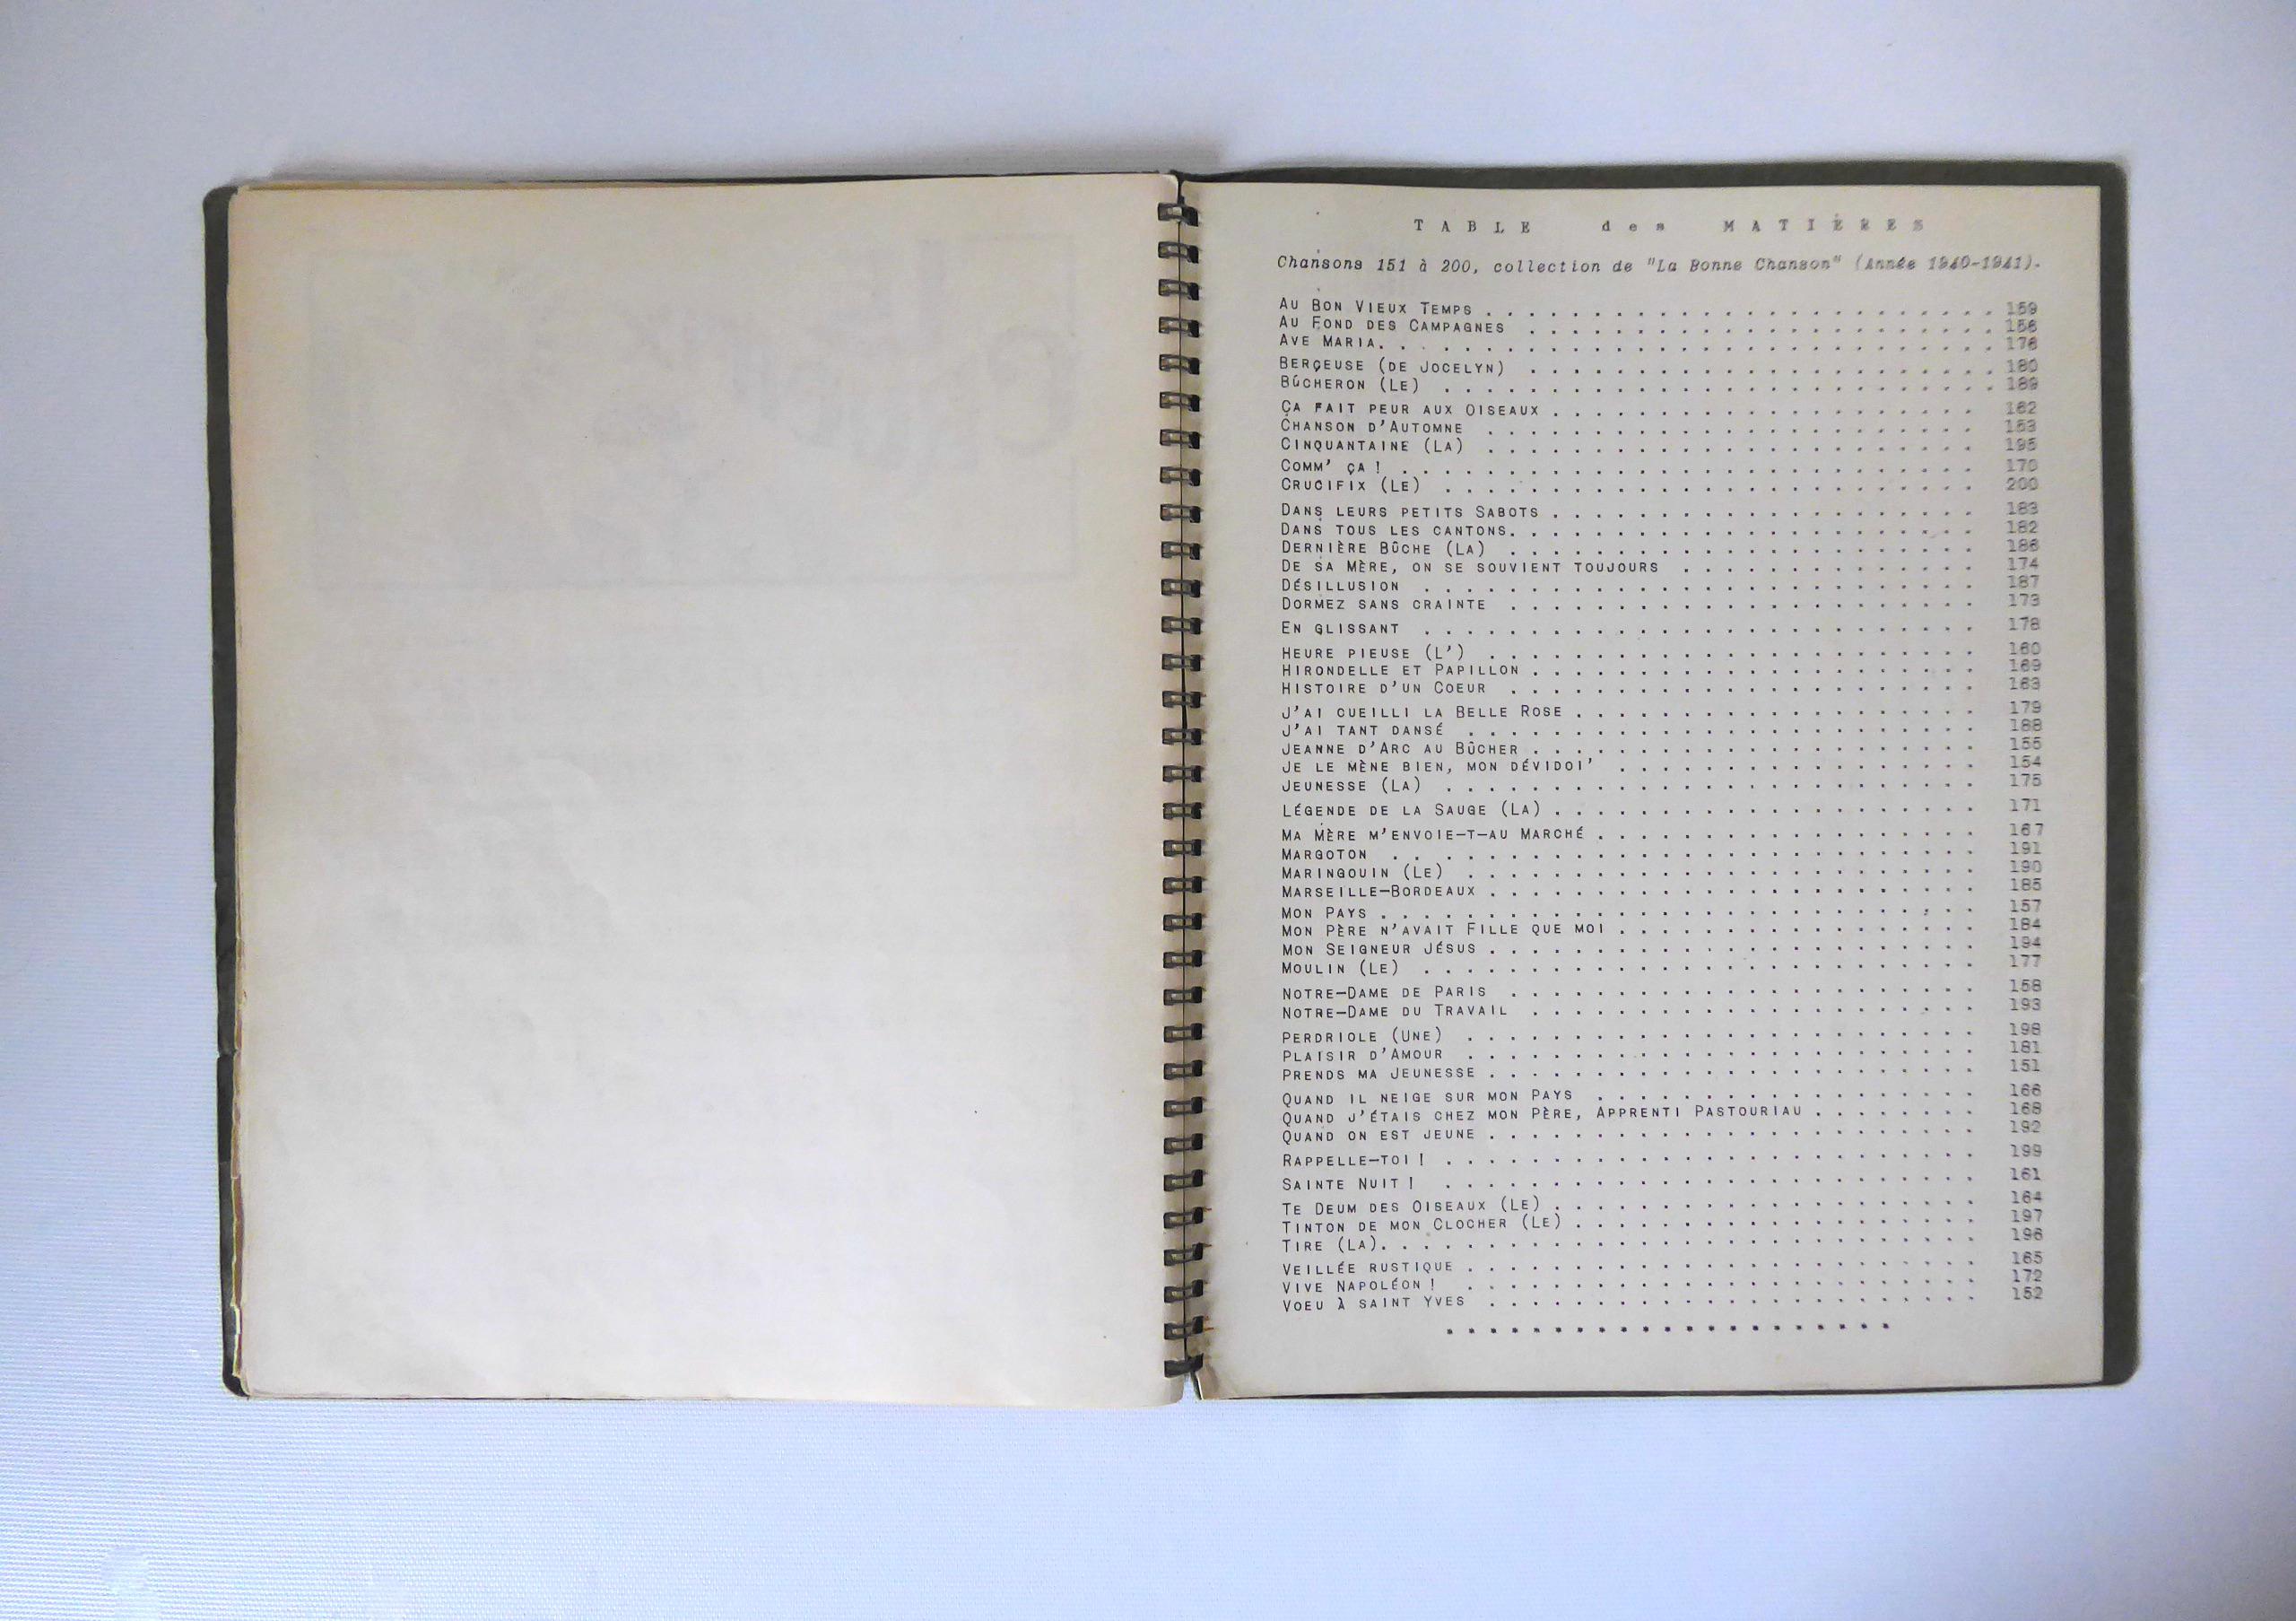 TABLE des MATIÈRES
Chansons 151 à 200, collection de "La Bonne Chanson" (Année 1940-1941).
AU BON VIEUX TEMPS . . . . . 159
AU FOND DES CAMPAGNES . . . . . 156
AVE MARIA. . . . . . 176
BERÇEUSE (DE JOCELYN) . . . . . 180
BÛCHERON (LE) . . . . . 189
ÇA FAIT PEUR AUX OISEAUX . . . . . 162
CHANSON D'AUTOMNE . . . . . 153
CINQUANTAINE (LA) . . . . . 195
COMM' ÇA ! . . . . . 170
CRUCIFIX (LE) . . . . . 200
DANS LEURS PETITS SABOTS . . . . . 183
DANS TOUS LES CANTONS. . . . . . 182
DERNIÈRE BÛCHE (LA) . . . . . 186
DE SA MÈRE, ON SE SOUVIENT TOUJOURS . . . . . 174
DÉSILLUSION . . . . . 187
DORMEZ SANS CRAINTE . . . . . 173
EN GLISSANT . . . . . 178
HEURE PIEUSE (L') . . . . . 160
HIRONDELLE ET PAPILLON . . . . . 169
HISTOIRE D'UN COEUR . . . . . 163
J'AI CUEILLI LA BELLE ROSE . . . . . 179
J'AI TANT DANSÉ . . . . . 188
JEANNE D'ARC AU BÛCHER . . . . . 155
JE LE MÈNE BIEN, MON DÉVIDOI' . . . . . 154
JEUNESSE (LA) . . . . . 175
LÉGENDE DE LA SAUGE (LA) . . . . . 171
MA MÈRE M'ENVOIE-T-AU MARCHÉ . . . . . 167
MARGOTON . . . . . 191
MARINGOUIN (LE) . . . . . 190
MARSEILLE-BORDEAUX . . . . . 185
MON PAYS . . . . . 157
MON PÈRE N'AVAIT FILLE QUE MOI . . . . . 184
MON SEIGNEUR JÉSUS . . . . . 194
MOULIN (LE) . . . . . 177
NOTRE-DAME DE PARIS . . . . . 158
NOTRE-DAME DU TRAVAIL . . . . . 193
PERDRIOLE (UNE) . . . . . 198
PLAISIR D'AMOUR . . . . . 181
PRENDS MA JEUNESSE . . . . . 151
QUAND IL NEIGE SUR MON PAYS . . . . . 166
QUAND J'ÉTAIS CHEZ MON PÈRE, APPRENTI PASTOURIAU . . . . . 168
QUAND ON EST JEUNE . . . . . 192
RAPPELLE-TOI ! . . . . . 199
SAINTE NUIT ! . . . . . 161
TE DEUM DES OISEAUX (LE) . . . . . 164
TINTON DE MON CLOCHER (LE) . . . . . 197
TIRE (LA). . . . . . 196
VEILLÉE RUSTIQUE . . . . . 165
VIVE NAPOLÉON ! . . . . . 172
VOEU À SAINT YVES . . . . . 152